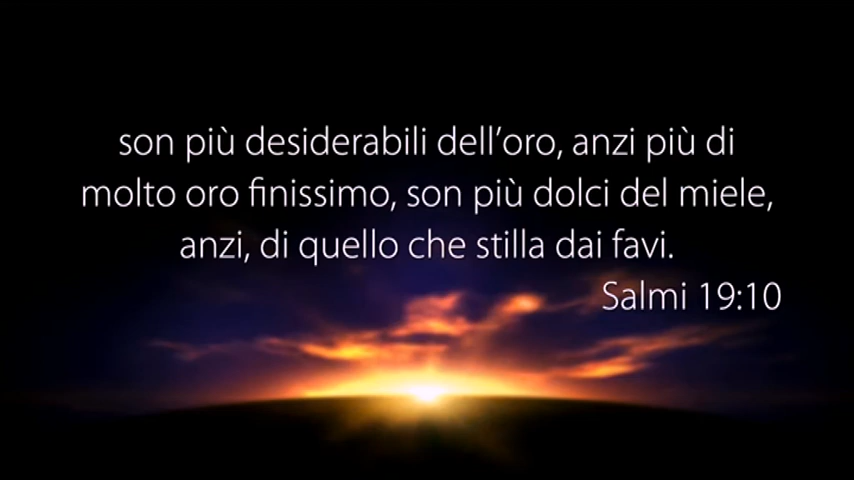 son più desiderabili dell’oro, anzi più di
molto oro finissimo, son più dolci del miele,
anzi, di quello che stilla dai favi.
Salmi 19:10